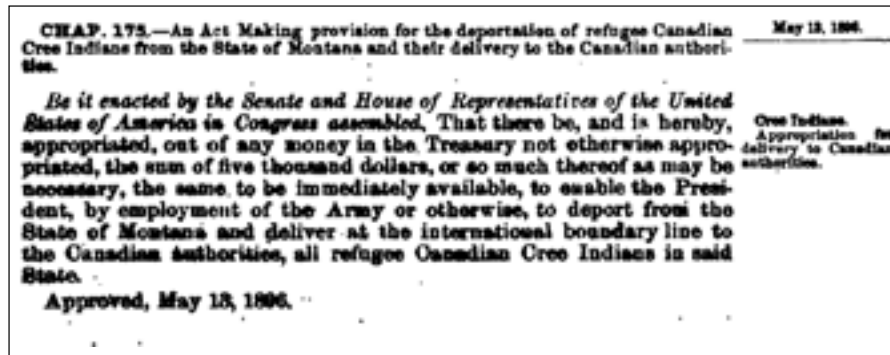 CHAP. 175.—An Act Making provision for the deportation of refugee Canadian
Cree Indians from the State of Montana and their delivery to the Canadian authori-
ties.
May 13, 1896.
Be it enacted by the Senate and House of Representatives of the United
States of America in Congress assembled, That there be, and is hereby,
appropriated, out of any money in the Treasury not otherwise appro-
priated, the sum of five thousand dollars, or so much thereof as may be
necessary, the same to be immediately available, to enable the Presi-
dent, by employment of the Army or otherwise, to deport from the
State of Montana and deliver at the international boundary line to
the Canadian authorities, all refugee Canadian Cree Indians in said
State.
Approved, May 13, 1896.
Cree Indians.
Appropriation for
delivery to Canadian
authorities.